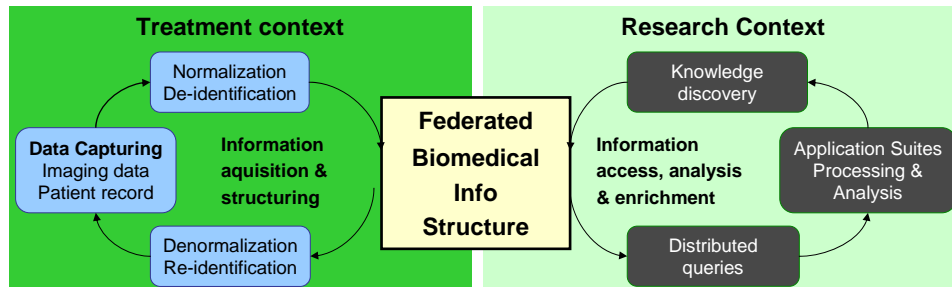 Treatment context
Normalization
De-identification
Data Capturing
Imaging data
Patient record
Information
aquisition &
structuring
Denormalization
Re-identification
Federated
Biomedical
Info
Structure
Research Context
Knowledge
discovery
Information
access, analysis
& enrichment
Application Suites
Processing &
Analysis
Distributed
queries